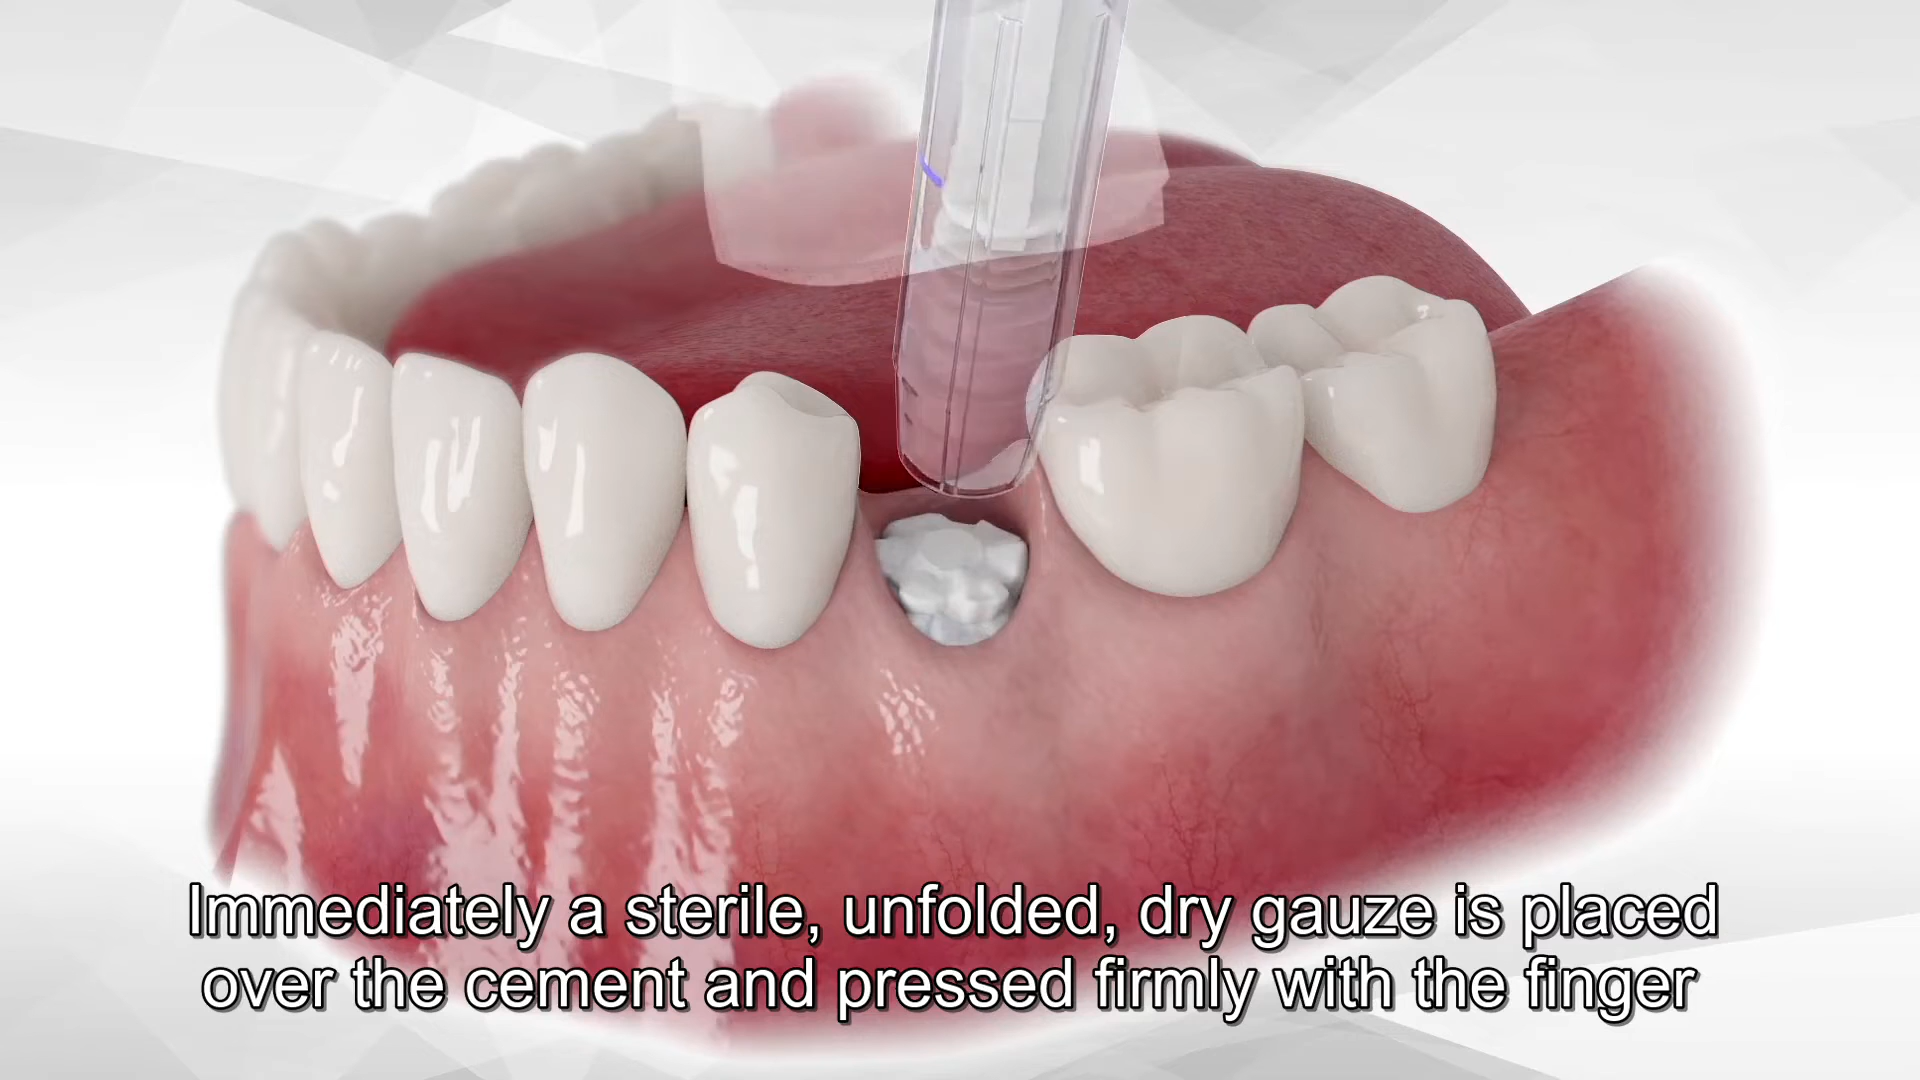 Immediately a sterile, unfolded, dry gauze is placed
over the cement and pressed firmly with the finger